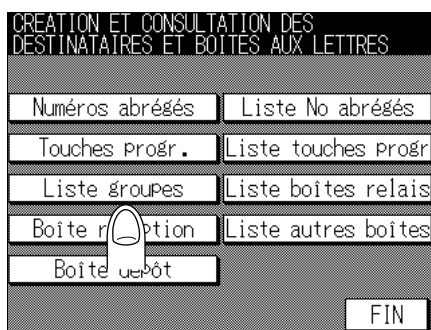 CREATION ET CONSULTATION DES
DESTINATAIRES ET BOITES AUX LETTRES
Numéros abrégés
Liste No abrégés
Touches Progr.
Liste touches Progr
Liste groupes
Liste boîtes relais
Boîte
Liste autres boîtes
Boîte dépôt
FIN